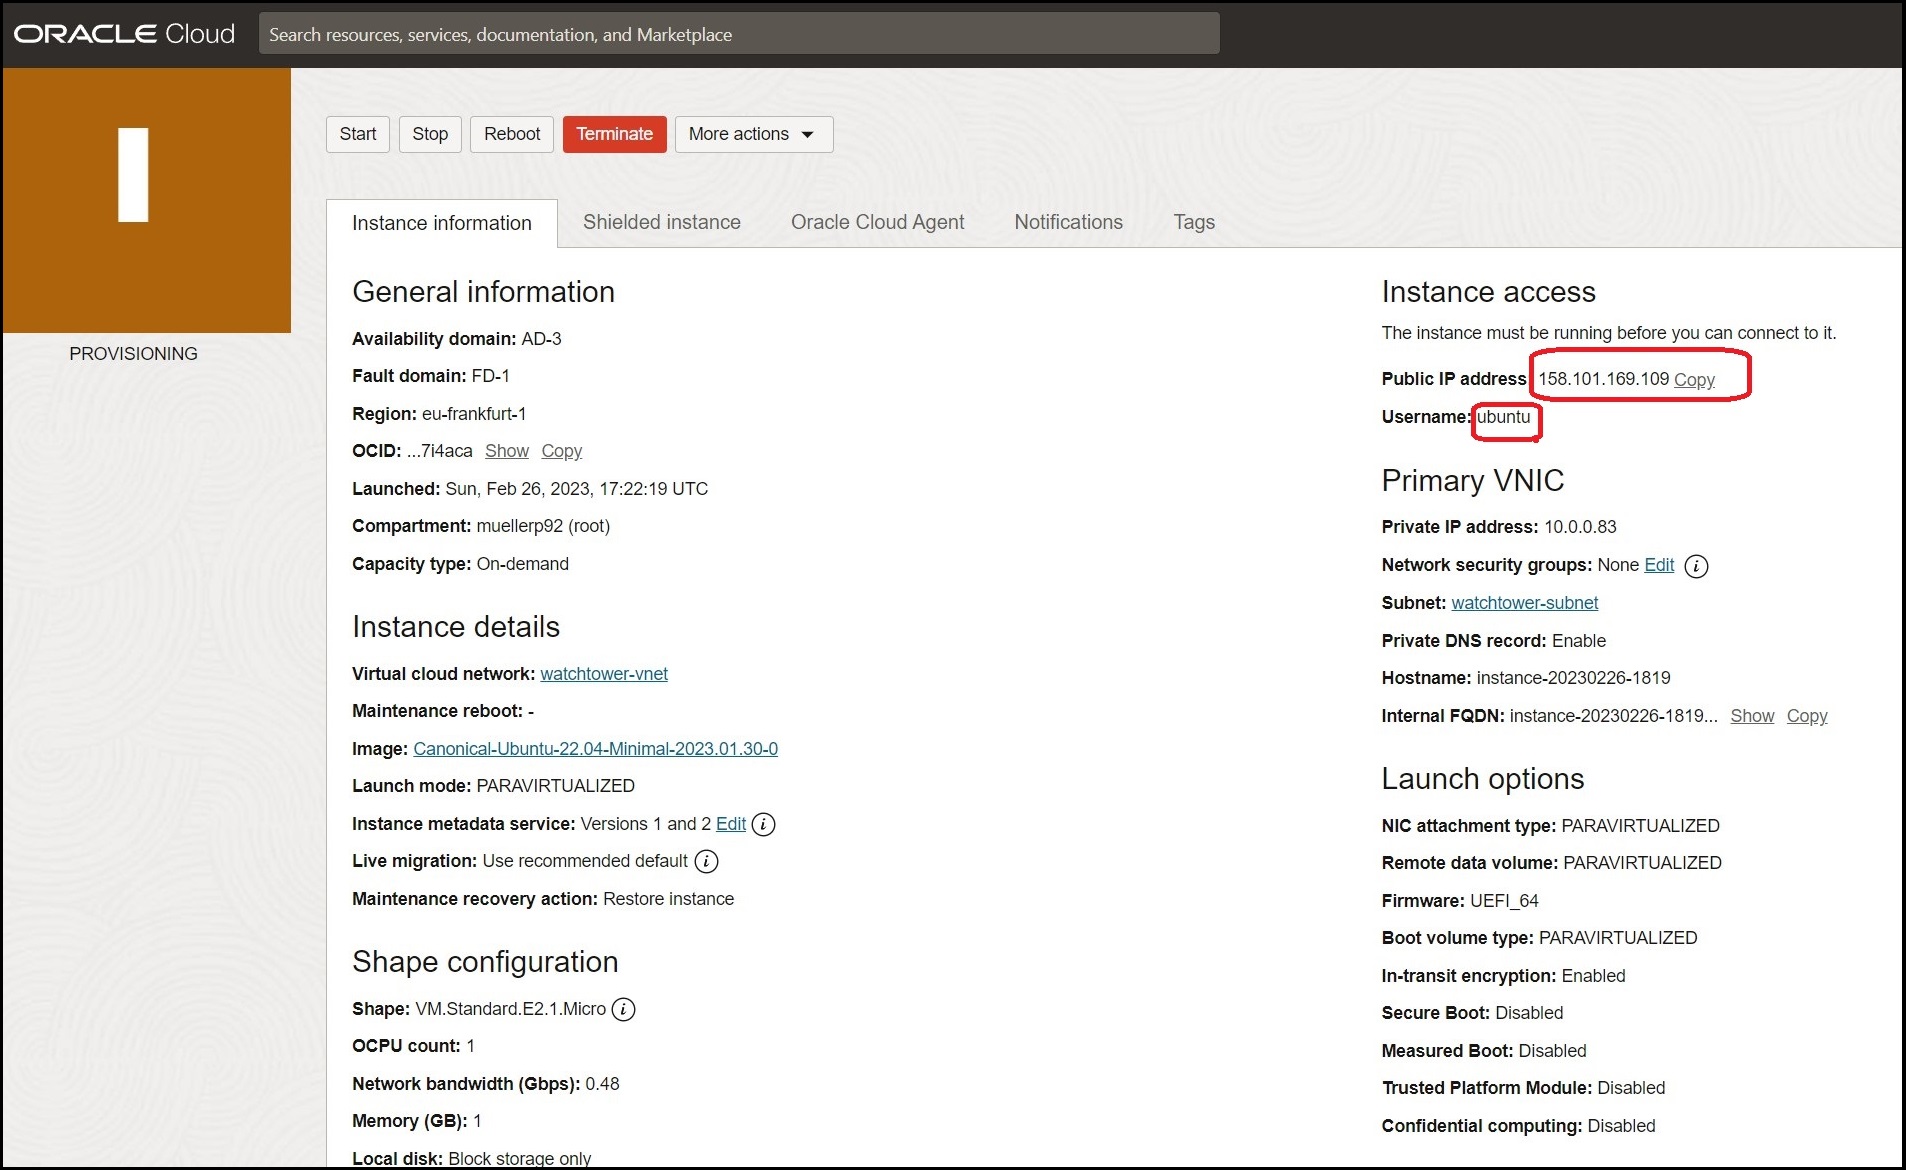 ORACLE Cloud
Search resources, services, documentation, and Marketplace
I
PROVISIONING
Start Stop Reboot Terminate More actions
Instance information Shielded instance Oracle Cloud Agent Notifications Tags
General information
Availability domain: AD-3
Fault domain: FD-1
Region: eu-frankfurt-1
OCID: ...7i4aca Show Copy
Launched: Sun, Feb 26, 2023, 17:22:19 UTC
Compartment: muellerp92 (root)
Capacity type: On-demand
Instance details
Virtual cloud network: watchtower-vnet
Maintenance reboot: -
Image: Canonical-Ubuntu-22.04-Minimal-2023.01.30-0
Launch mode: PARAVIRTUALIZED
Instance metadata service: Versions 1 and 2 Edit i
Live migration: Use recommended default i
Maintenance recovery action: Restore instance
Shape configuration
Shape: VM.Standard.E2.1.Micro i
OCPU count: 1
Network bandwidth (Gbps): 0.48
Memory (GB): 1
Local disk: Block storage only
Instance access
The instance must be running before you can connect to it.
Public IP address: 158.101.169.109 Copy
Username: ubuntu
Primary VNIC
Private IP address: 10.0.0.83
Network security groups: None Edit i
Subnet: watchtower-subnet
Private DNS record: Enable
Hostname: instance-20230226-1819
Internal FQDN: instance-20230226-1819... Show Copy
Launch options
NIC attachment type: PARAVIRTUALIZED
Remote data volume: PARAVIRTUALIZED
Firmware: UEFI_64
Boot volume type: PARAVIRTUALIZED
In-transit encryption: Enabled
Secure Boot: Disabled
Measured Boot: Disabled
Trusted Platform Module: Disabled
Confidential computing: Disabled